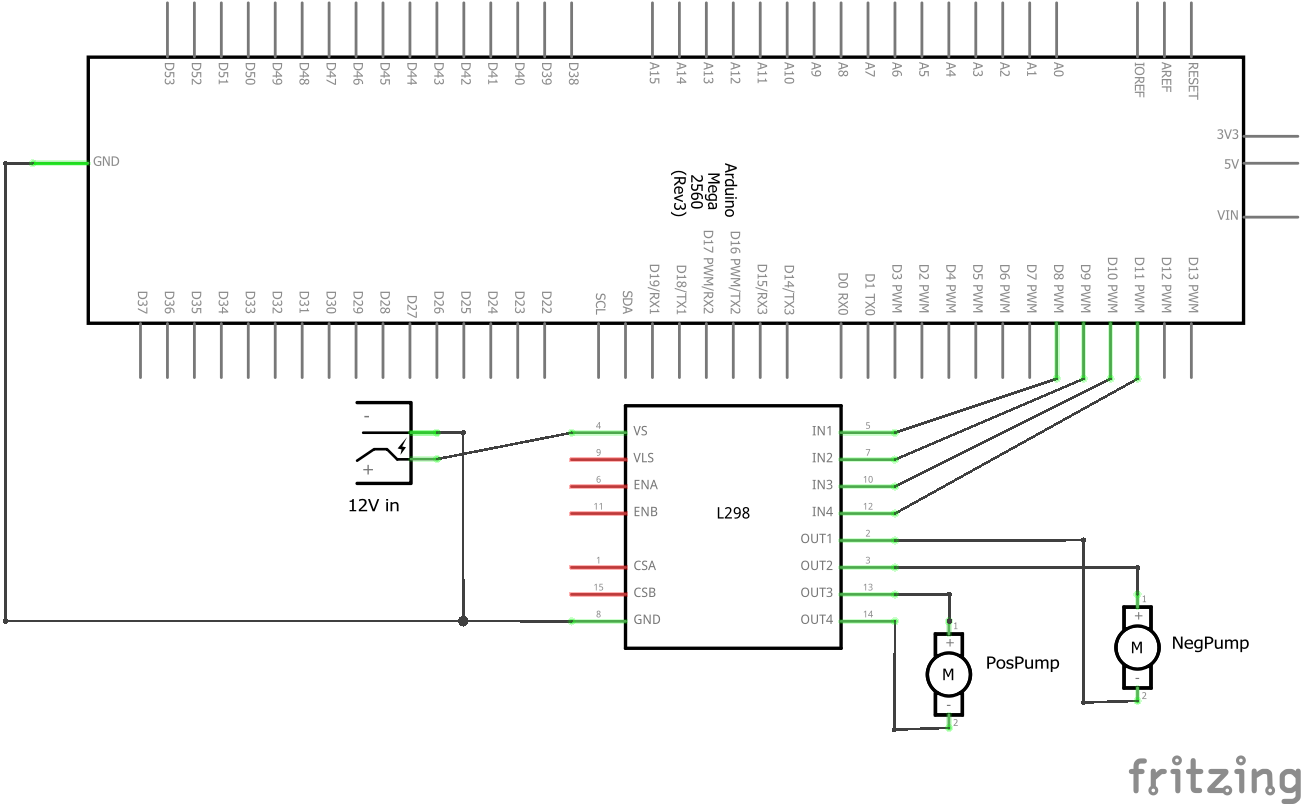 D53 D52 D51 D50 D49 D48 D47 D46 D45 D44 D43 D42 D41 D40 D39 D38 A15 A14 A13 A12 A11 A10 A9 A8 A7 A6 A5 A4 A3 A2 A1 A0 IOREF AREF RESET
3V3
GND
5V
Arduino
Mega
2560
(Rev3)
VIN
D37 D36 D35 D34 D33 D32 D31 D30 D29 D28 D27 D26 D25 D24 D23 D22 SCL SDA D19/RX1 D18/TX1 D17 PWM/RX2 D16 PWM/TX2 D15/RX3 D14/TX3 D0 RX0 D1 TX0 D3 PWM D2 PWM D4 PWM D5 PWM D6 PWM D7 PWM D8 PWM D9 PWM D10 PWM D11 PWM D12 PWM D13 PWM
-
+
12V in
4 VS IN1 5
9 VLS IN2 7
6 ENA IN3 10
11 ENB L298 IN4 12
OUT1 2
1 CSA OUT2 3
15 CSB OUT3 13
8 GND OUT4 14
1
+
M
-
2
NegPump
1
+
M
-
2
PosPump
fritzing